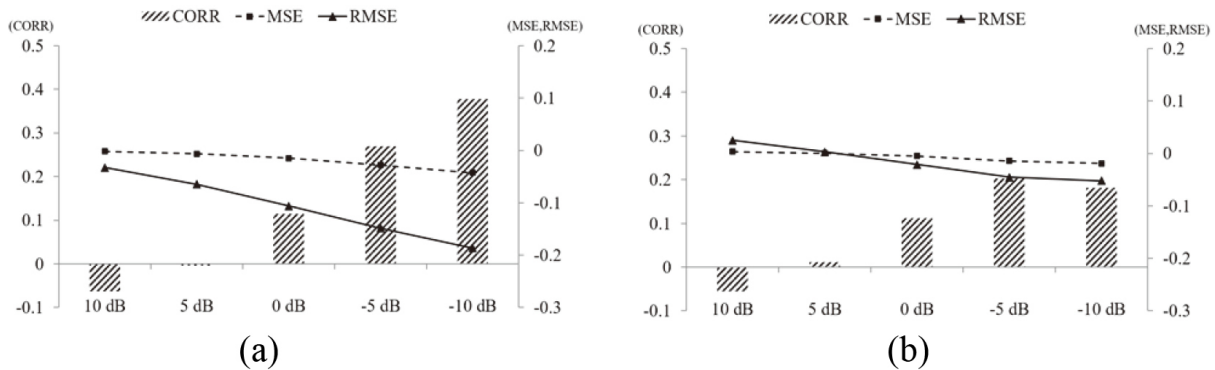 CORR MSE RMSE
(CORR) (MSE,RMSE)
0.5 0.2
0.4 0.1
0.3 0
0.2 -0.1
0.1 -0.2
0
-0.1 -0.3
10 dB 5 dB 0 dB -5 dB -10 dB
(a)
CORR MSE RMSE
(CORR) (MSE,RMSE)
0.5 0.2
0.4 0.1
0.3 0
0.2 -0.1
0.1 -0.2
0
-0.1 -0.3
10 dB 5 dB 0 dB -5 dB -10 dB
(b)